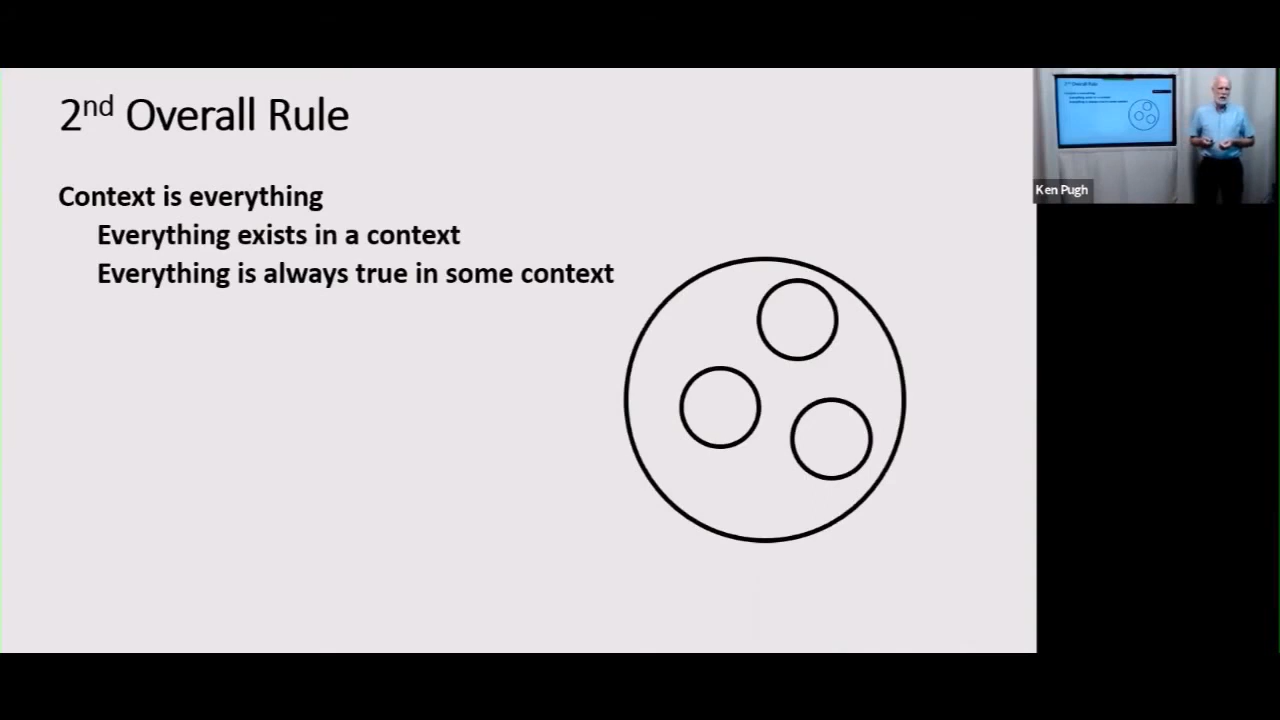 2nd Overall Rule
Context is everything
Everything exists in a context
Everything is always true in some context
Ken Pugh